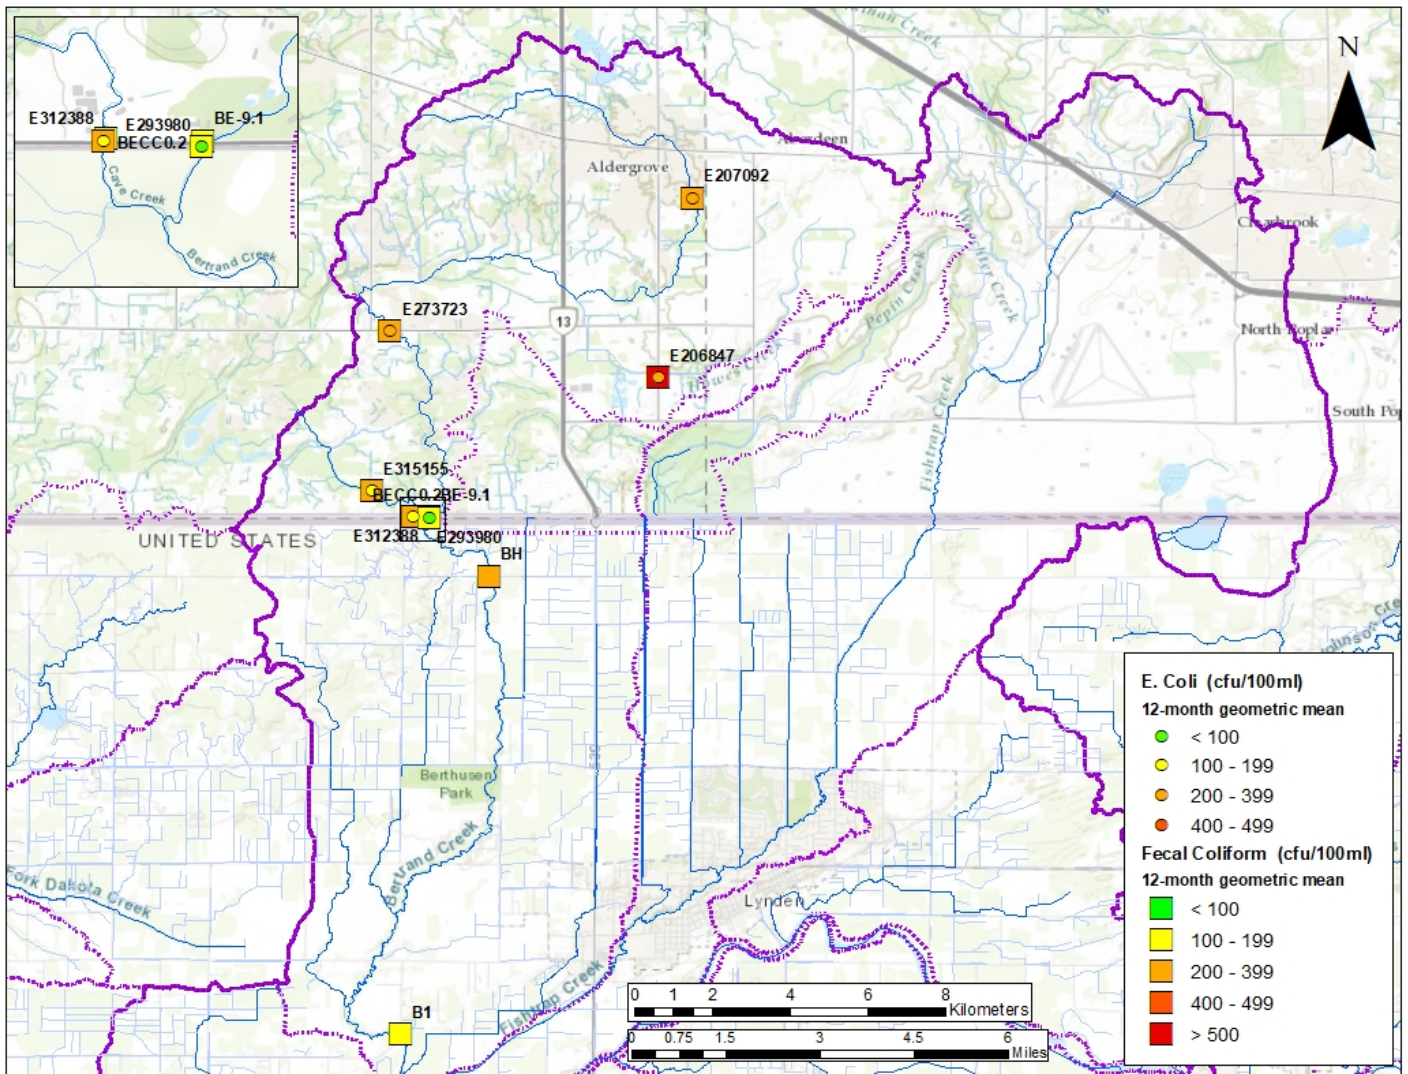 E312388
E293980
BE-9.1
BECC0.2
Cave Creek
Bertrand Creek
N
Aberdeen
Aldergrove
E207092
Clearbrook
E273723
13
Pepin Creek
North Poplar
E206847
South Po
Fishtrap Creek
E315155
BECC0.2
BE-9.1
UNITED STATES
E312388
E293980
BH
Berthusen
Park
Bertrand Creek
Fork Dakota Creek
Lynden
Fishtrap Creek
B1
E. Coli (cfu/100ml)
12-month geometric mean
< 100
100 - 199
200 - 399
400 - 499
Fecal Coliform (cfu/100ml)
12-month geometric mean
< 100
100 - 199
200 - 399
400 - 499
> 500
0 1 2 4 6 8
Kilometers
0 0.75 1.5 3 4.5 6
Miles